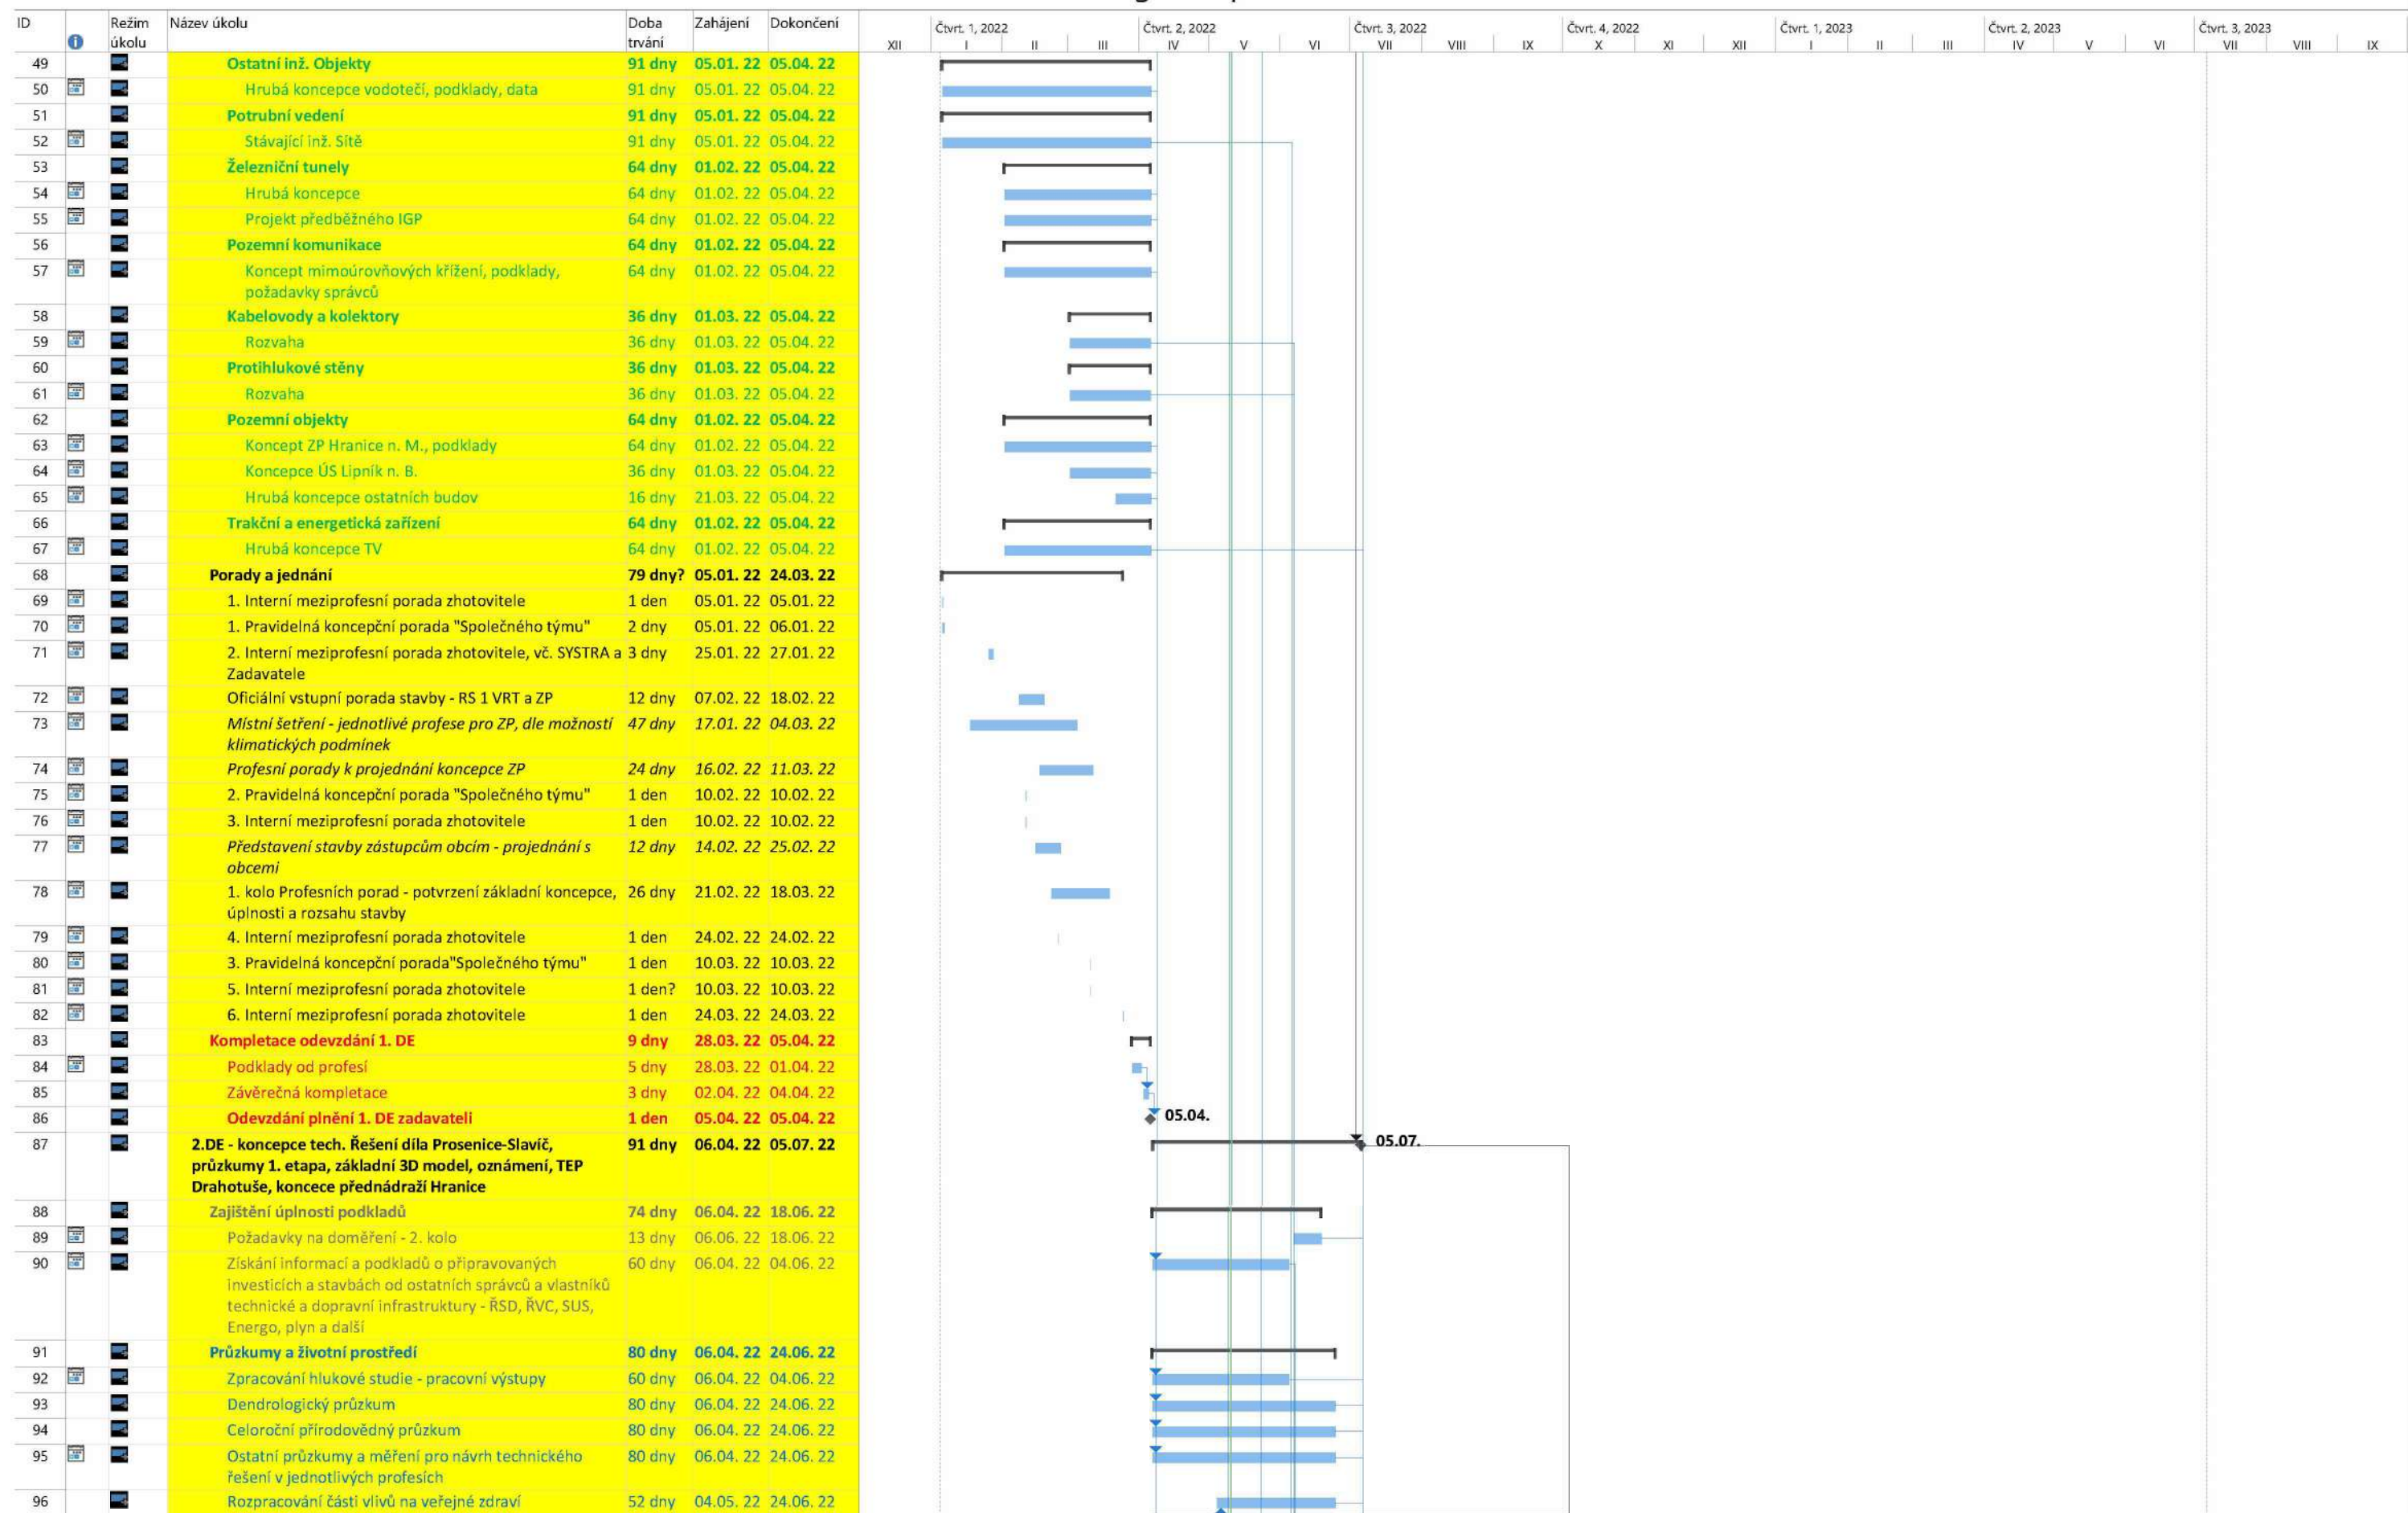 ID Režim úkolu Název úkolu Doba trvání Zahájení Dokončení
Čtvrt. 1, 2022 Čtvrt. 2, 2022 Čtvrt. 3, 2022 Čtvrt. 4, 2022 Čtvrt. 1, 2023 Čtvrt. 2, 2023 Čtvrt. 3, 2023
XII I II III IV V VI VII VIII IX X XI XII I II III IV V VI VII VIII IX
49 Ostatní inž. Objekty 91 dny 05.01. 22 05.04. 22
50 Hrubá koncepce vodotečí, podklady, data 91 dny 05.01. 22 05.04. 22
51 Potrubní vedení 91 dny 05.01. 22 05.04. 22
52 Stávající inž. Sítě 91 dny 05.01. 22 05.04. 22
53 Železniční tunely 64 dny 01.02. 22 05.04. 22
54 Hrubá koncepce 64 dny 01.02. 22 05.04. 22
55 Projekt předběžného IGP 64 dny 01.02. 22 05.04. 22
56 Pozemní komunikace 64 dny 01.02. 22 05.04. 22
57 Koncept mimoúrovňových křížení, podklady, 64 dny 01.02. 22 05.04. 22
požadavky správců
58 Kabelovody a kolektory 36 dny 01.03. 22 05.04. 22
59 Rozvaha 36 dny 01.03. 22 05.04. 22
60 Protihlukové stěny 36 dny 01.03. 22 05.04. 22
61 Rozvaha 36 dny 01.03. 22 05.04. 22
62 Pozemní objekty 64 dny 01.02. 22 05.04. 22
63 Koncept ZP Hranice n. M., podklady 64 dny 01.02. 22 05.04. 22
64 Koncepce ÚS Lipník n. B. 36 dny 01.03. 22 05.04. 22
65 Hrubá koncepce ostatních budov 16 dny 21.03. 22 05.04. 22
66 Trakční a energetická zařízení 64 dny 01.02. 22 05.04. 22
67 Hrubá koncepce TV 64 dny 01.02. 22 05.04. 22
68 Porady a jednání 79 dny? 05.01. 22 24.03. 22
69 1. Interní meziprofesní porada zhotovitele 1 den 05.01. 22 05.01. 22
70 1. Pravidelná koncepční porada "Společného týmu" 2 dny 05.01. 22 06.01. 22
71 2. Interní meziprofesní porada zhotovitele, vč. SYSTRA a 3 dny 25.01. 22 27.01. 22
Zadavatele
72 Oficiální vstupní porada stavby - RS 1 VRT a ZP 12 dny 07.02. 22 18.02. 22
73 Místní šetření - jednotlivé profese pro ZP, dle možností 47 dny 17.01. 22 04.03. 22
klimatických podmínek
74 Profesní porady k projednání koncepce ZP 24 dny 16.02. 22 11.03. 22
75 2. Pravidelná koncepční porada "Společného týmu" 1 den 10.02. 22 10.02. 22
76 3. Interní meziprofesní porada zhotovitele 1 den 10.02. 22 10.02. 22
77 Představení stavby zástupcům obcím - projednání s 12 dny 14.02. 22 25.02. 22
obcemi
78 1. kolo Profesních porad - potvrzení základní koncepce, 26 dny 21.02. 22 18.03. 22
úplnosti a rozsahu stavby
79 4. Interní meziprofesní porada zhotovitele 1 den 24.02. 22 24.02. 22
80 3. Pravidelná koncepční porada"Společného týmu" 1 den 10.03. 22 10.03. 22
81 5. Interní meziprofesní porada zhotovitele 1 den? 10.03. 22 10.03. 22
82 6. Interní meziprofesní porada zhotovitele 1 den 24.03. 22 24.03. 22
83 Kompletace odevzdání 1. DE 9 dny 28.03. 22 05.04. 22
84 Podklady od profesí 5 dny 28.03. 22 01.04. 22
85 Závěrečná kompletace 3 dny 02.04. 22 04.04. 22
86 Odevzdání plnění 1. DE zadavateli 1 den 05.04. 22 05.04. 22 05.04.
87 2.DE - koncepce tech. Řešení díla Prosenice-Slavíč, 91 dny 06.04. 22 05.07. 22 05.07.
průzkumy 1. etapa, základní 3D model, oznámení, TEP
Drahotuše, koncece přednádraží Hranice
88 Zajištění úplnosti podkladů 74 dny 06.04. 22 18.06. 22
89 Požadavky na doměření - 2. kolo 13 dny 06.06. 22 18.06. 22
90 Získání informací a podkladů o připravovaných 60 dny 06.04. 22 04.06. 22
investicích a stavbách od ostatních správců a vlastníků
technické a dopravní infrastruktury - ŘSD, ŘVC, SUS,
Energo, plyn a další
91 Průzkumy a životní prostředí 80 dny 06.04. 22 24.06. 22
92 Zpracování hlukové studie - pracovní výstupy 60 dny 06.04. 22 04.06. 22
93 Dendrologický průzkum 80 dny 06.04. 22 24.06. 22
94 Celoroční přírodovědný průzkum 80 dny 06.04. 22 24.06. 22
95 Ostatní průzkumy a měření pro návrh technického 80 dny 06.04. 22 24.06. 22
řešení v jednotlivých profesích
96 Rozpracování části vlivů na veřejné zdraví 52 dny 04.05. 22 24.06. 22